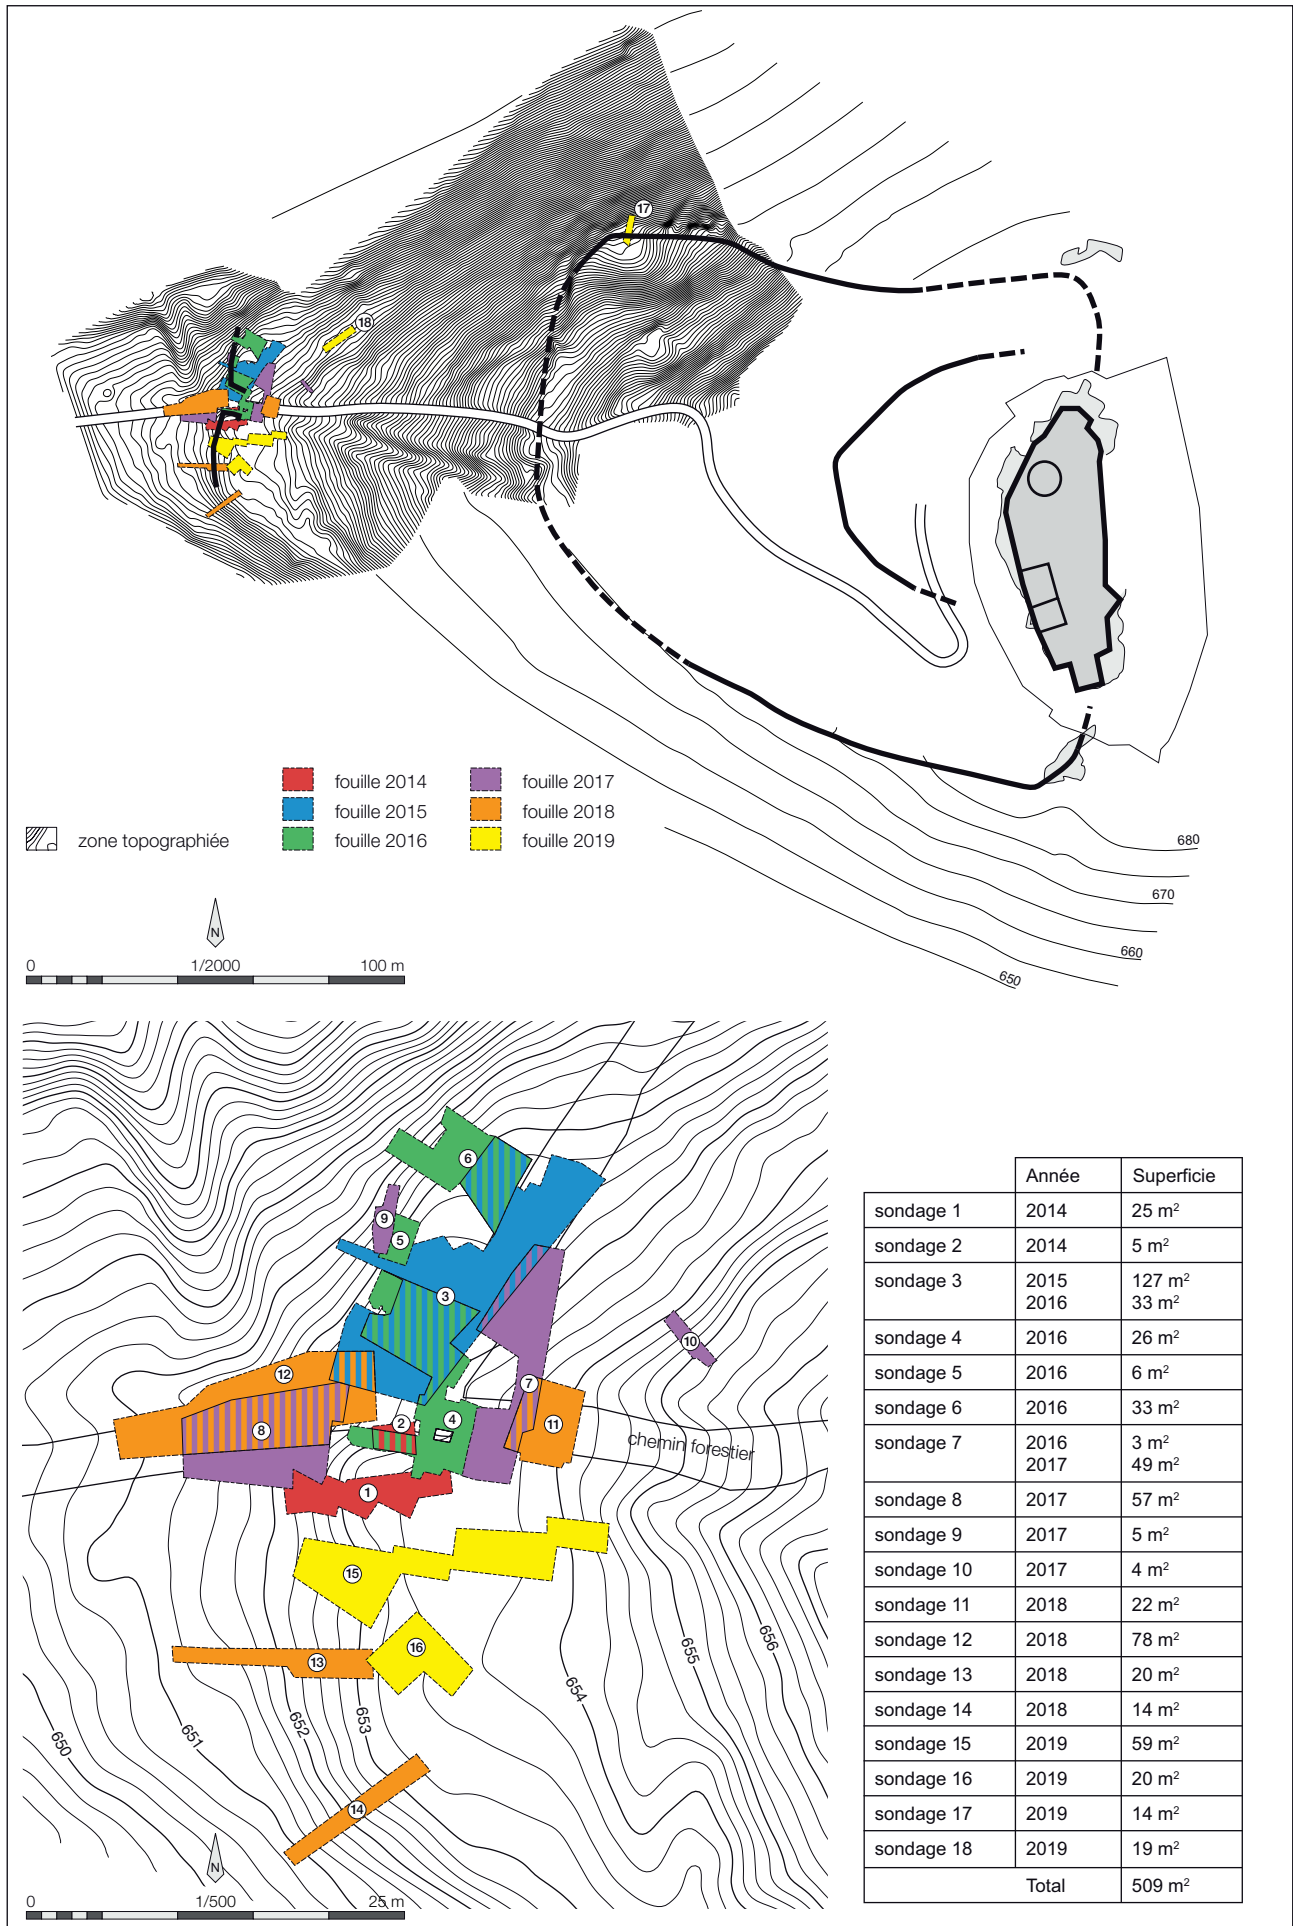 17
18
fouille 2014
fouille 2017
fouille 2015
fouille 2018
zone topographiée
fouille 2016
fouille 2019
680
670
660
650
N
0 1/2000 100 m
6
9
5
3
10
12
7
2
4
8
11
chemin forestier
1
15
16
13
656
655
654
653
652
651
650
14
N
0 1/500 25 m
Année Superficie
sondage 1 2014 25 m²
sondage 2 2014 5 m²
sondage 3 2015 127 m²
2016 33 m²
sondage 4 2016 26 m²
sondage 5 2016 6 m²
sondage 6 2016 33 m²
sondage 7 2016 3 m²
2017 49 m²
sondage 8 2017 57 m²
sondage 9 2017 5 m²
sondage 10 2017 4 m²
sondage 11 2018 22 m²
sondage 12 2018 78 m²
sondage 13 2018 20 m²
sondage 14 2018 14 m²
sondage 15 2019 59 m²
sondage 16 2019 20 m²
sondage 17 2019 14 m²
sondage 18 2019 19 m²
Total 509 m²